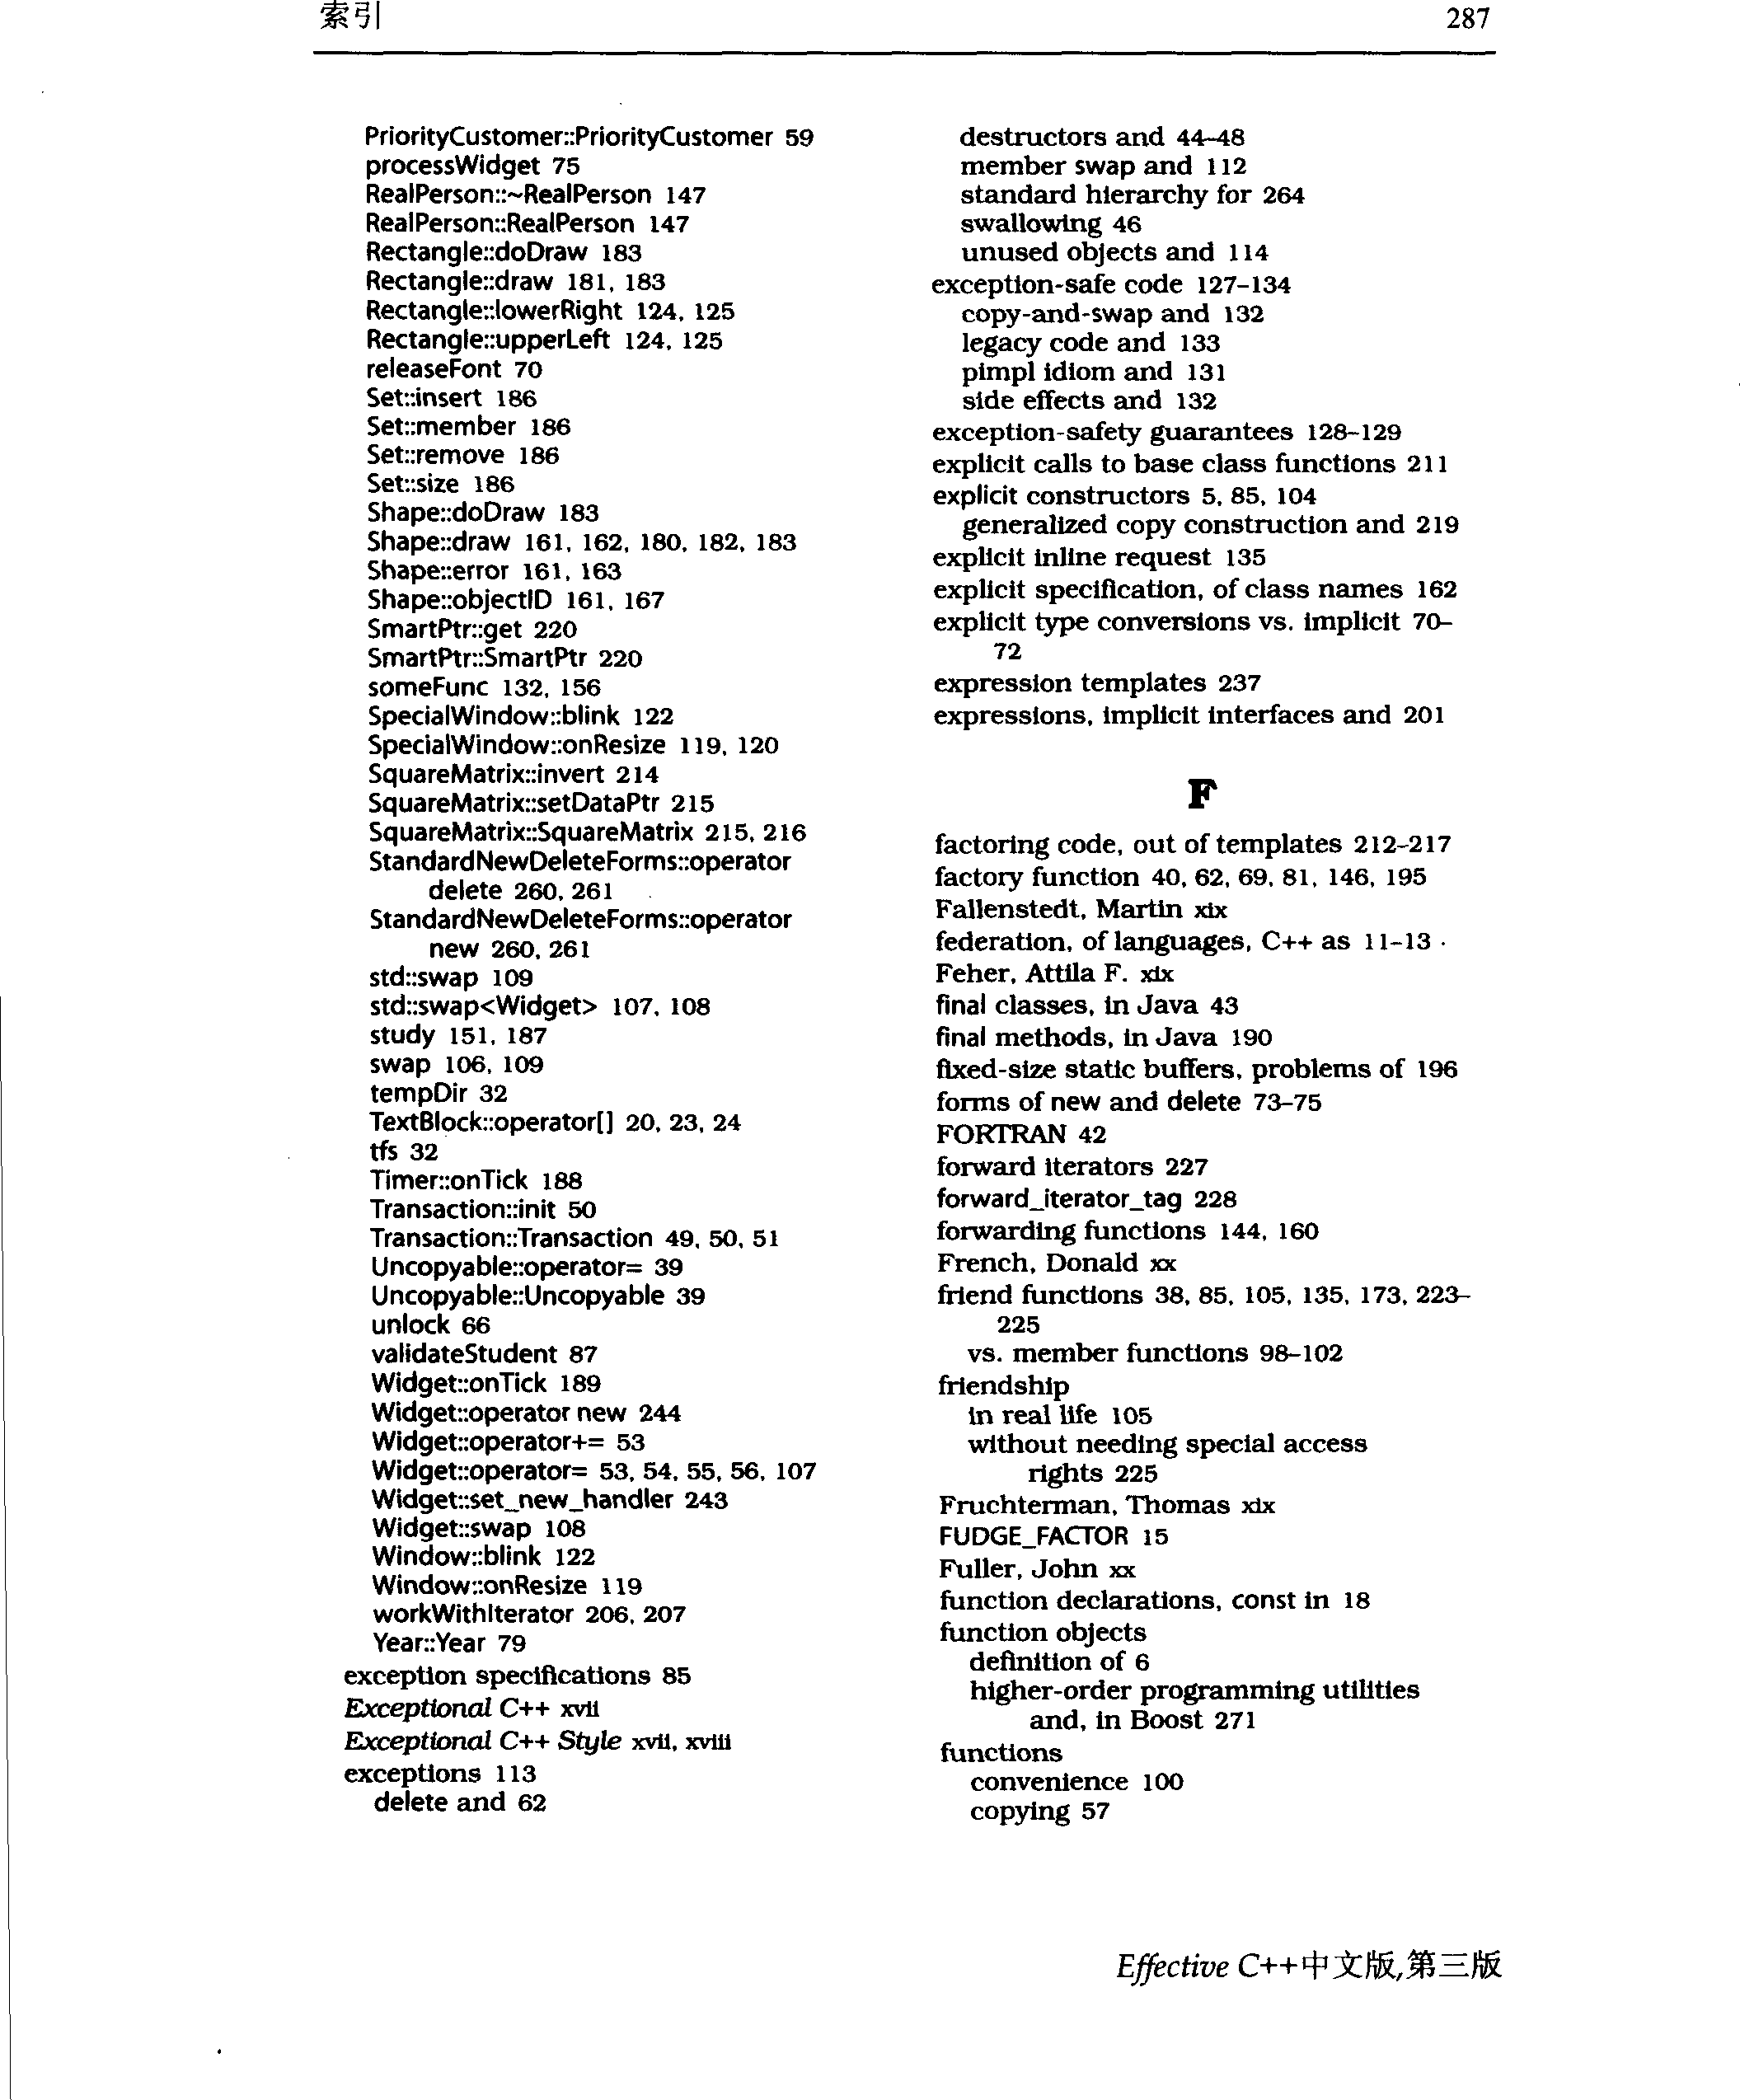 索引
287
PriorityCustomer::PriorityCustomer 59
processWidget 75
RealPerson::~RealPerson 147
RealPerson::RealPerson 147
Rectangle::doDraw 183
Rectangle::draw 181, 183
Rectangle::lowerRight 124, 125
Rectangle::upperLeft 124, 125
releaseFont 70
Set::insert 186
Set::member 186
Set::remove 186
Set::size 186
Shape::doDraw 183
Shape::draw 161, 162, 180, 182, 183
Shape::error 161, 163
Shape::objectID 161, 167
SmartPtr::get 220
SmartPtr::SmartPtr 220
someFunc 132, 156
SpecialWindow::blink 122
SpecialWindow::onResize 119, 120
SquareMatrix::invert 214
SquareMatrix::setDataPtr 215
SquareMatrix::SquareMatrix 215, 216
StandardNewDeleteForms::operator
delete 260, 261
StandardNewDeleteForms::operator
new 260, 261
std::swap 109
std::swap<Widget> 107, 108
study 151, 187
swap 106, 109
tempDir 32
TextBlock::operator[] 20, 23, 24
tfs 32
Timer::onTick 188
Transaction::init 50
Transaction::Transaction 49, 50, 51
Uncopyable::operator= 39
Uncopyable::Uncopyable 39
unlock 66
validateStudent 87
Widget::onTick 189
Widget::operator new 244
Widget::operator+= 53
Widget::operator= 53, 54, 55, 56, 107
Widget::set_new_handler 243
Widget::swap 108
Window::blink 122
Window::onResize 119
workWithIterator 206, 207
Year::Year 79
exception specifications 85
Exceptional C++ xvii
Exceptional C++ Style xvii, xviii
exceptions 113
delete and 62
destructors and 44–48
member swap and 112
standard hierarchy for 264
swallowing 46
unused objects and 114
exception-safe code 127–134
copy-and-swap and 132
legacy code and 133
pimpl idiom and 131
side effects and 132
exception-safety guarantees 128–129
explicit calls to base class functions 211
explicit constructors 5, 85, 104
generalized copy construction and 219
explicit inline request 135
explicit specification, of class names 162
explicit type conversions vs. implicit 70–
72
expression templates 237
expressions, implicit interfaces and 201
F
factoring code, out of templates 212–217
factory function 40, 62, 69, 81, 146, 195
Fallenstedt, Martin xix
federation, of languages, C++ as 11–13
Feher, Attila F. xix
final classes, in Java 43
final methods, in Java 190
fixed-size static buffers, problems of 196
forms of new and delete 73–75
FORTRAN 42
forward iterators 227
forward_iterator_tag 228
forwarding functions 144, 160
French, Donald xx
friend functions 38, 85, 105, 135, 173, 223–
225
vs. member functions 98–102
friendship
in real life 105
without needing special access
rights 225
Fruchterman, Thomas xix
FUDGE_FACTOR 15
Fuller, John xx
function declarations, const in 18
function objects
definition of 6
higher-order programming utilities
and, in Boost 271
functions
convenience 100
copying 57
Effective C++中文版,第三版